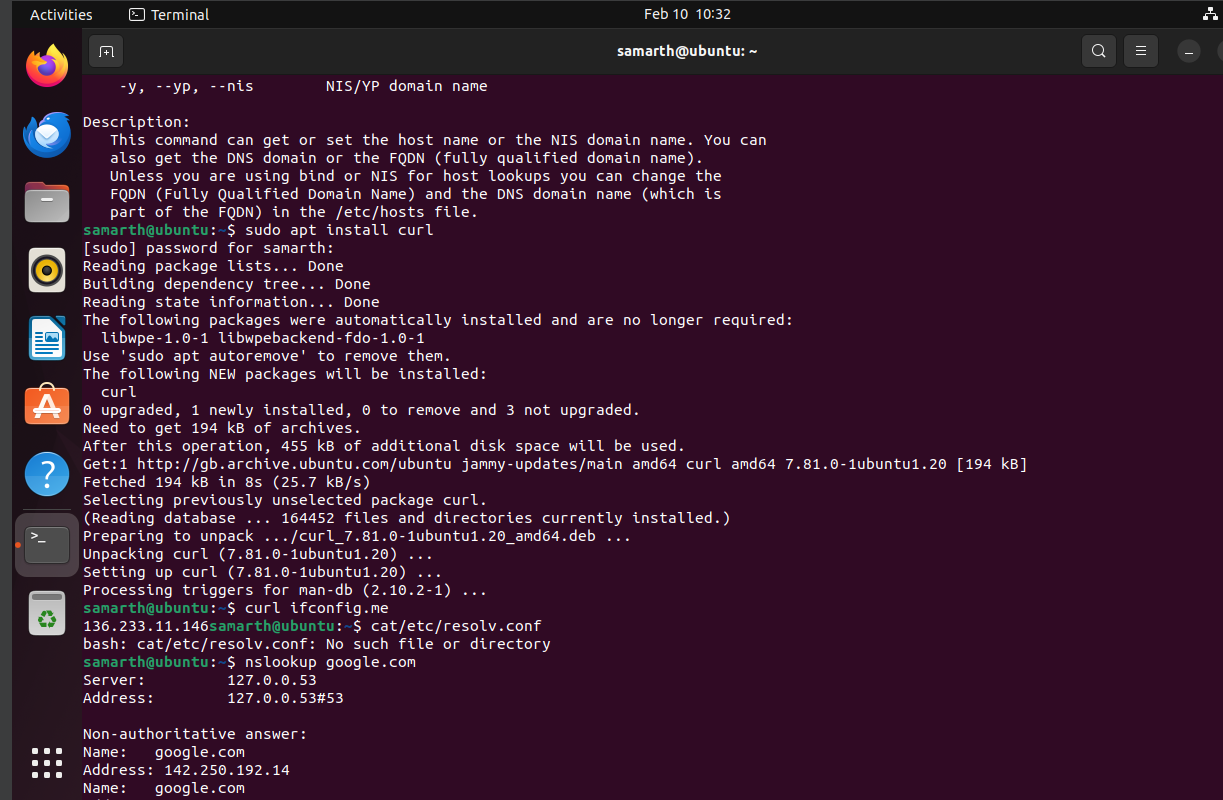 Activities
Terminal
Feb 10 10:32
samarth@ubuntu: ~
-y, --yp, --nis        NIS/YP domain name
Description:
This command can get or set the host name or the NIS domain name. You can
also get the DNS domain or the FQDN (fully qualified domain name).
Unless you are using bind or NIS for host lookups you can change the
FQDN (Fully Qualified Domain Name) and the DNS domain name (which is
part of the FQDN) in the /etc/hosts file.
samarth@ubuntu:~$ sudo apt install curl
[sudo] password for samarth:
Reading package lists... Done
Building dependency tree... Done
Reading state information... Done
The following packages were automatically installed and are no longer required:
libwpe-1.0-1 libwpebackend-fdo-1.0-1
Use 'sudo apt autoremove' to remove them.
The following NEW packages will be installed:
curl
0 upgraded, 1 newly installed, 0 to remove and 3 not upgraded.
Need to get 194 kB of archives.
After this operation, 455 kB of additional disk space will be used.
Get:1 http://gb.archive.ubuntu.com/ubuntu jammy-updates/main amd64 curl amd64 7.81.0-1ubuntu1.20 [194 kB]
Fetched 194 kB in 8s (25.7 kB/s)
Selecting previously unselected package curl.
(Reading database ... 164452 files and directories currently installed.)
Preparing to unpack .../curl_7.81.0-1ubuntu1.20_amd64.deb ...
Unpacking curl (7.81.0-1ubuntu1.20) ...
Setting up curl (7.81.0-1ubuntu1.20) ...
Processing triggers for man-db (2.10.2-1) ...
samarth@ubuntu:~$ curl ifconfig.me
136.233.11.146samarth@ubuntu:~$ cat/etc/resolv.conf
bash: cat/etc/resolv.conf: No such file or directory
samarth@ubuntu:~$ nslookup google.com
Server:         127.0.0.53
Address:        127.0.0.53#53
Non-authoritative answer:
Name:   google.com
Address: 142.250.192.14
Name:   google.com